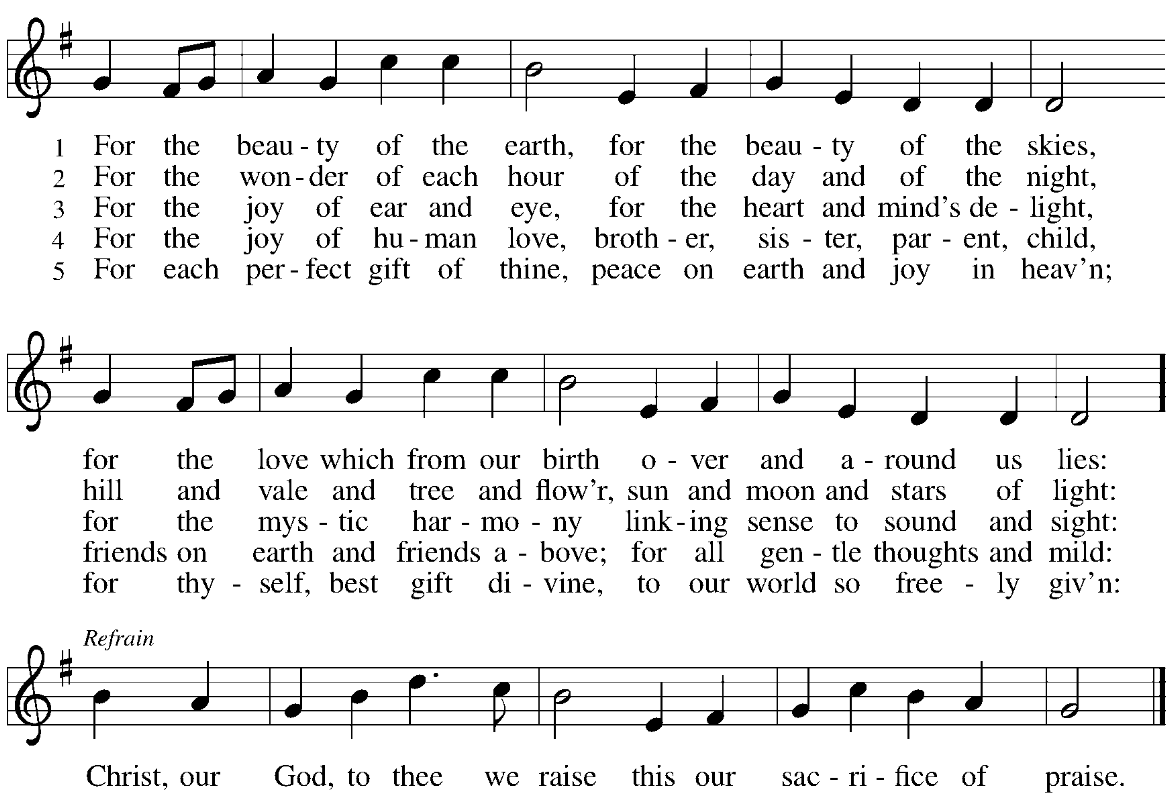 1 For the beau - ty of the earth, for the beau - ty of the skies,
2 For the won - der of each hour of the day and of the night,
3 For the joy of ear and eye, for the heart and mind's de - light,
4 For the joy of hu - man love, broth - er, sis - ter, par - ent, child,
5 For each per - fect gift of thine, peace on earth and joy in heav'n;
for the love which from our birth o - ver and a - round us lies:
hill and vale and tree and flow'r, sun and moon and stars of light:
for the mys - tic har - mo - ny link - ing sense to sound and sight:
friends on earth and friends a - bove; for all gen - tle thoughts and mild:
for thy - self, best gift di - vine, to our world so free - ly giv'n:
Refrain
Christ, our God, to thee we raise this our sac - ri - fice of praise.